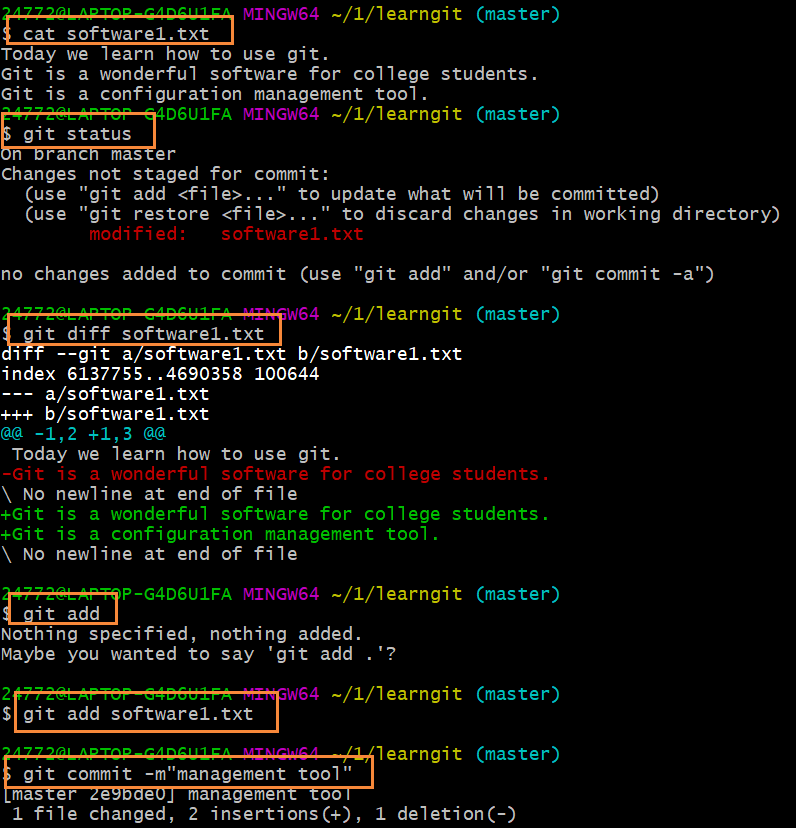 24772@LAPTOP-G4D6U1FA MINGW64 ~/1/learngit (master)
$ cat software1.txt
Today we learn how to use git.
Git is a wonderful software for college students.
Git is a configuration management tool.
24772@LAPTOP-G4D6U1FA MINGW64 ~/1/learngit (master)
$ git status
On branch master
Changes not staged for commit:
  (use "git add <file>..." to update what will be committed)
  (use "git restore <file>..." to discard changes in working directory)
        modified:   software1.txt
no changes added to commit (use "git add" and/or "git commit -a")
24772@LAPTOP-G4D6U1FA MINGW64 ~/1/learngit (master)
$ git diff software1.txt
diff --git a/software1.txt b/software1.txt
index 6137755..4690358 100644
--- a/software1.txt
+++ b/software1.txt
@@ -1,2 +1,3 @@
 Today we learn how to use git.
-Git is a wonderful software for college students.
\ No newline at end of file
+Git is a wonderful software for college students.
+Git is a configuration management tool.
\ No newline at end of file
24772@LAPTOP-G4D6U1FA MINGW64 ~/1/learngit (master)
$ git add
Nothing specified, nothing added.
Maybe you wanted to say 'git add .'?
24772@LAPTOP-G4D6U1FA MINGW64 ~/1/learngit (master)
$ git add software1.txt
24772@LAPTOP-G4D6U1FA MINGW64 ~/1/learngit (master)
$ git commit -m"management tool"
[master 2e9bde0] management tool
 1 file changed, 2 insertions(+), 1 deletion(-)